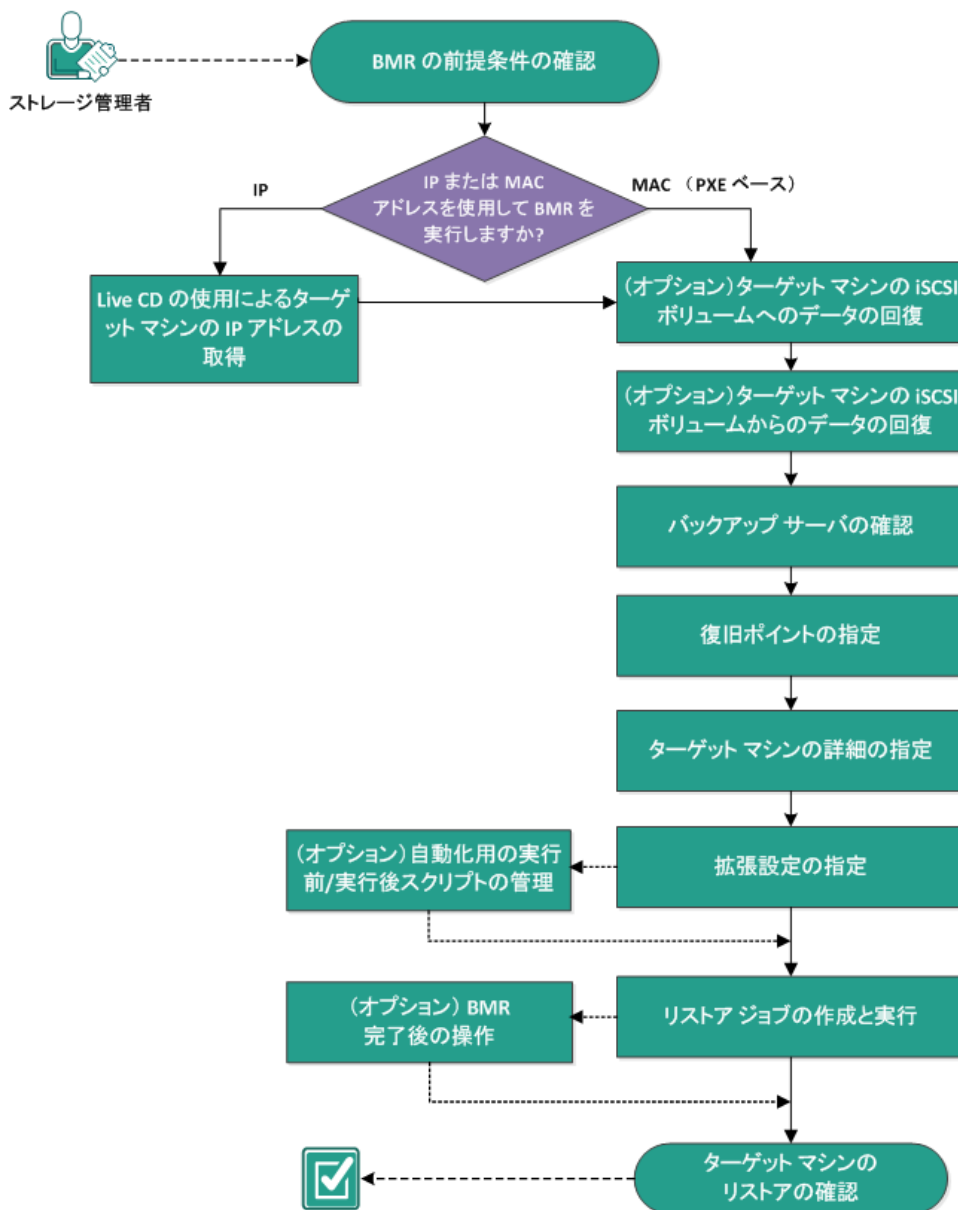 BMR の前提条件の確認
ストレージ管理者
IP または MAC
アドレスを使用して BMR を
実行しますか?
IP
MAC （PXE ベース）
Live CD の使用によるターゲ
ット マシンの IP アドレスの
取得
（オプション）ターゲット マシンの iSCSI
ボリュームへのデータの回復
（オプション）ターゲット マシンの iSCSI
ボリュームからのデータの回復
バックアップ サーバの確認
復旧ポイントの指定
ターゲット マシンの詳細の指定
拡張設定の指定
（オプション）自動化用の実行
前/実行後スクリプトの管理
リストア ジョブの作成と実行
（オプション） BMR
完了後の操作
ターゲット マシンの
リストアの確認